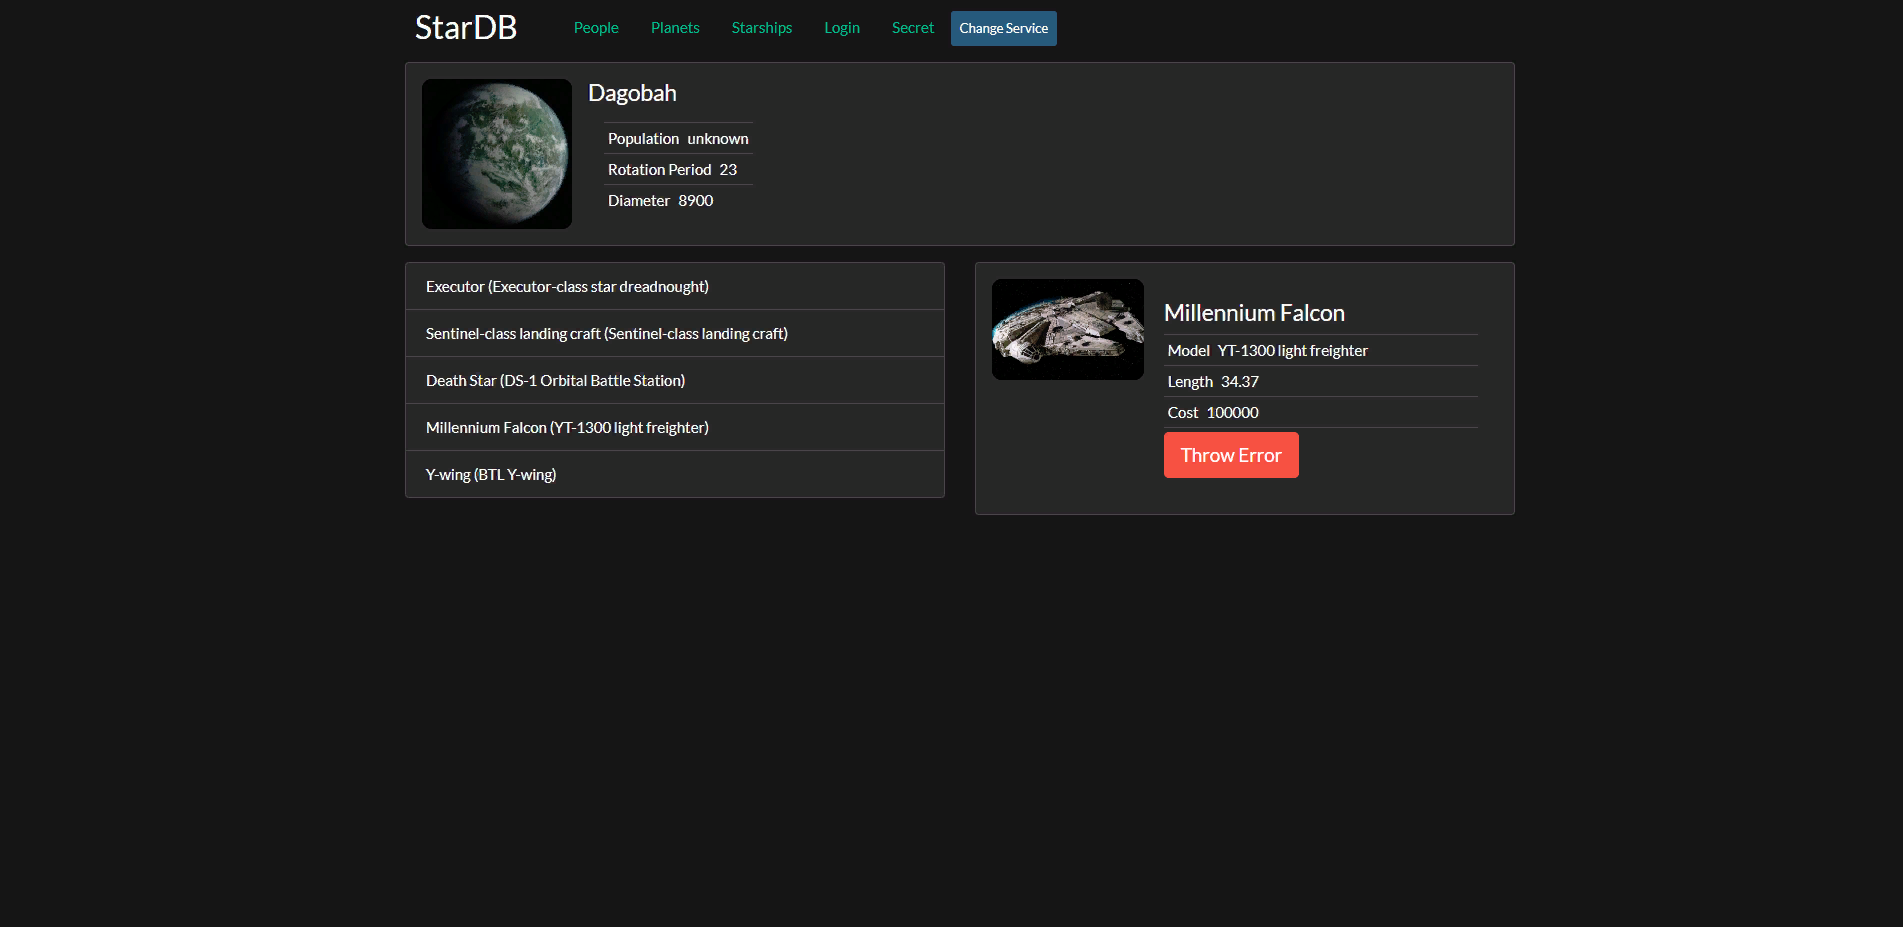 StarDB People Planets Starships Login Secret Change Service
Dagobah
Population unknown
Rotation Period 23
Diameter 8900
Executor (Executor-class star dreadnought)
Sentinel-class landing craft (Sentinel-class landing craft)
Death Star (DS-1 Orbital Battle Station)
Millennium Falcon (YT-1300 light freighter)
Y-wing (BTL Y-wing)
Millennium Falcon
Model YT-1300 light freighter
Length 34.37
Cost 100000
Throw Error